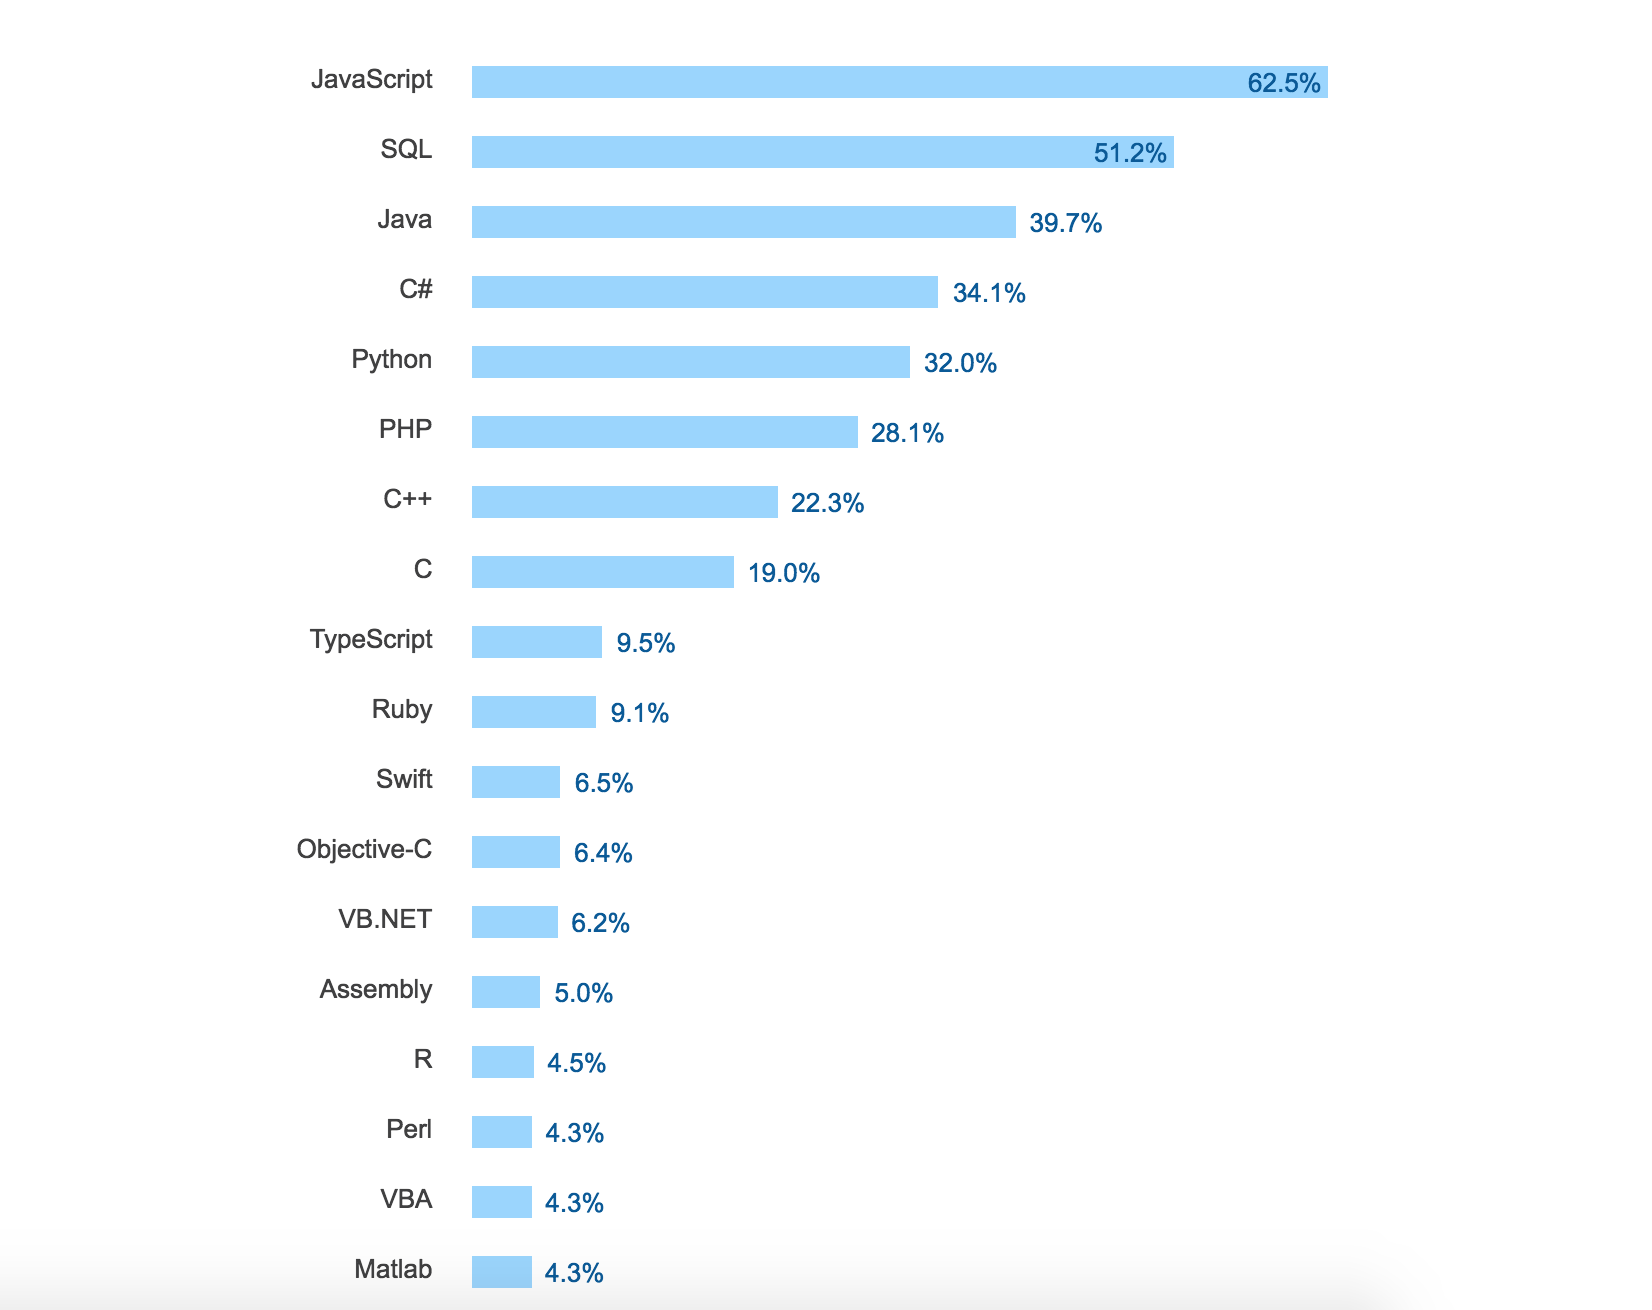 JavaScript 62.5%
SQL 51.2%
Java 39.7%
C# 34.1%
Python 32.0%
PHP 28.1%
C++ 22.3%
C 19.0%
TypeScript 9.5%
Ruby 9.1%
Swift 6.5%
Objective-C 6.4%
VB.NET 6.2%
Assembly 5.0%
R 4.5%
Perl 4.3%
VBA 4.3%
Matlab 4.3%